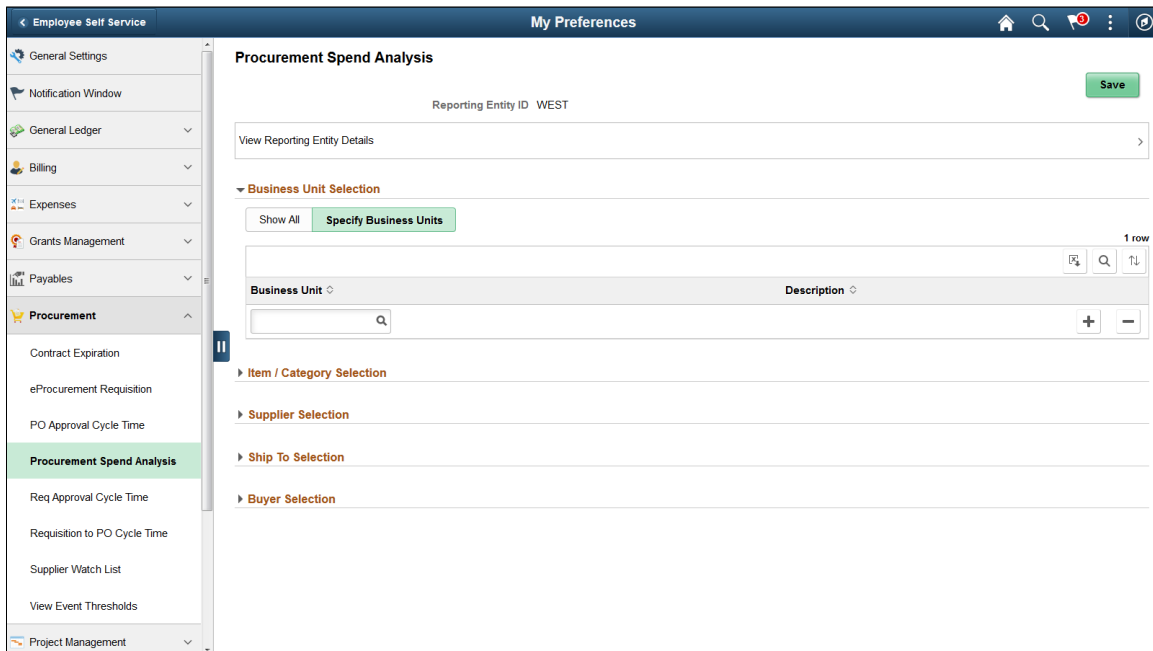 Employee Self Service
My Preferences
3
General Settings
Notification Window
General Ledger
Billing
Expenses
Grants Management
Payables
Procurement
Contract Expiration
eProcurement Requisition
PO Approval Cycle Time
Procurement Spend Analysis
Req Approval Cycle Time
Requisition to PO Cycle Time
Supplier Watch List
View Event Thresholds
Project Management
Procurement Spend Analysis
Save
Reporting Entity ID WEST
View Reporting Entity Details
Business Unit Selection
Show All Specify Business Units
1 row
Business Unit Description
Item / Category Selection
Supplier Selection
Ship To Selection
Buyer Selection